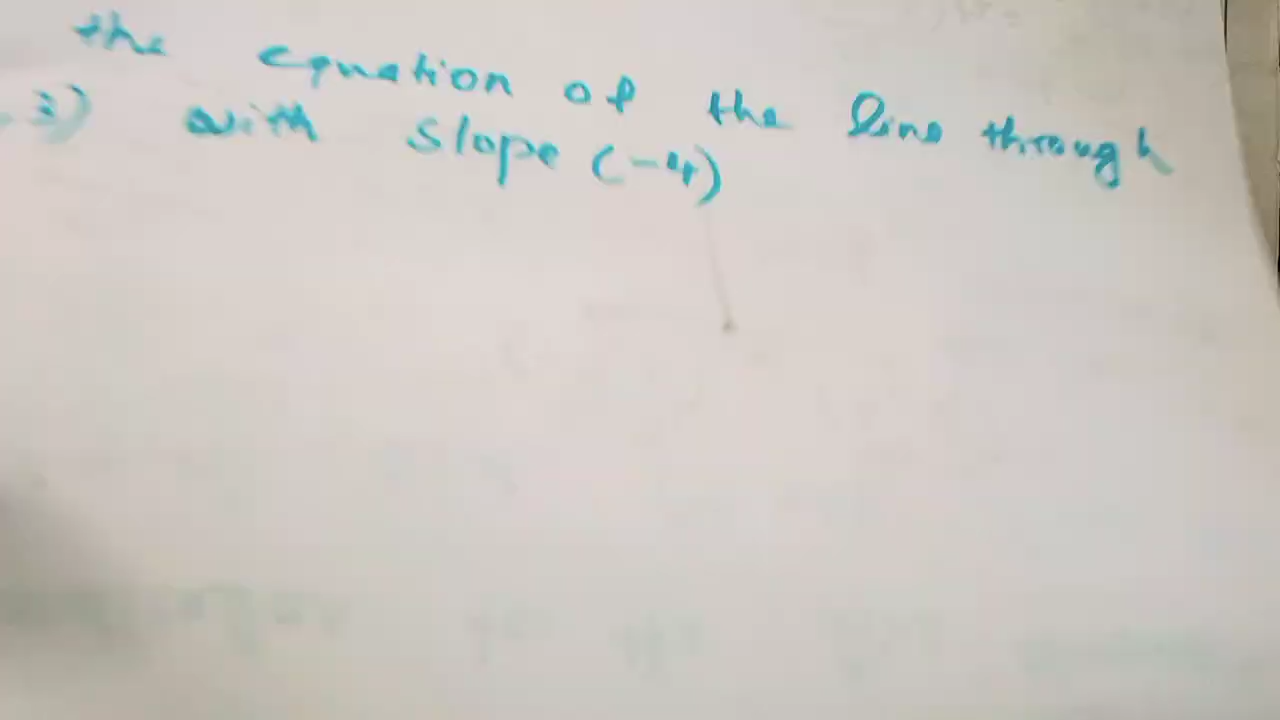 the equation of the line through
3) with slope (-4)